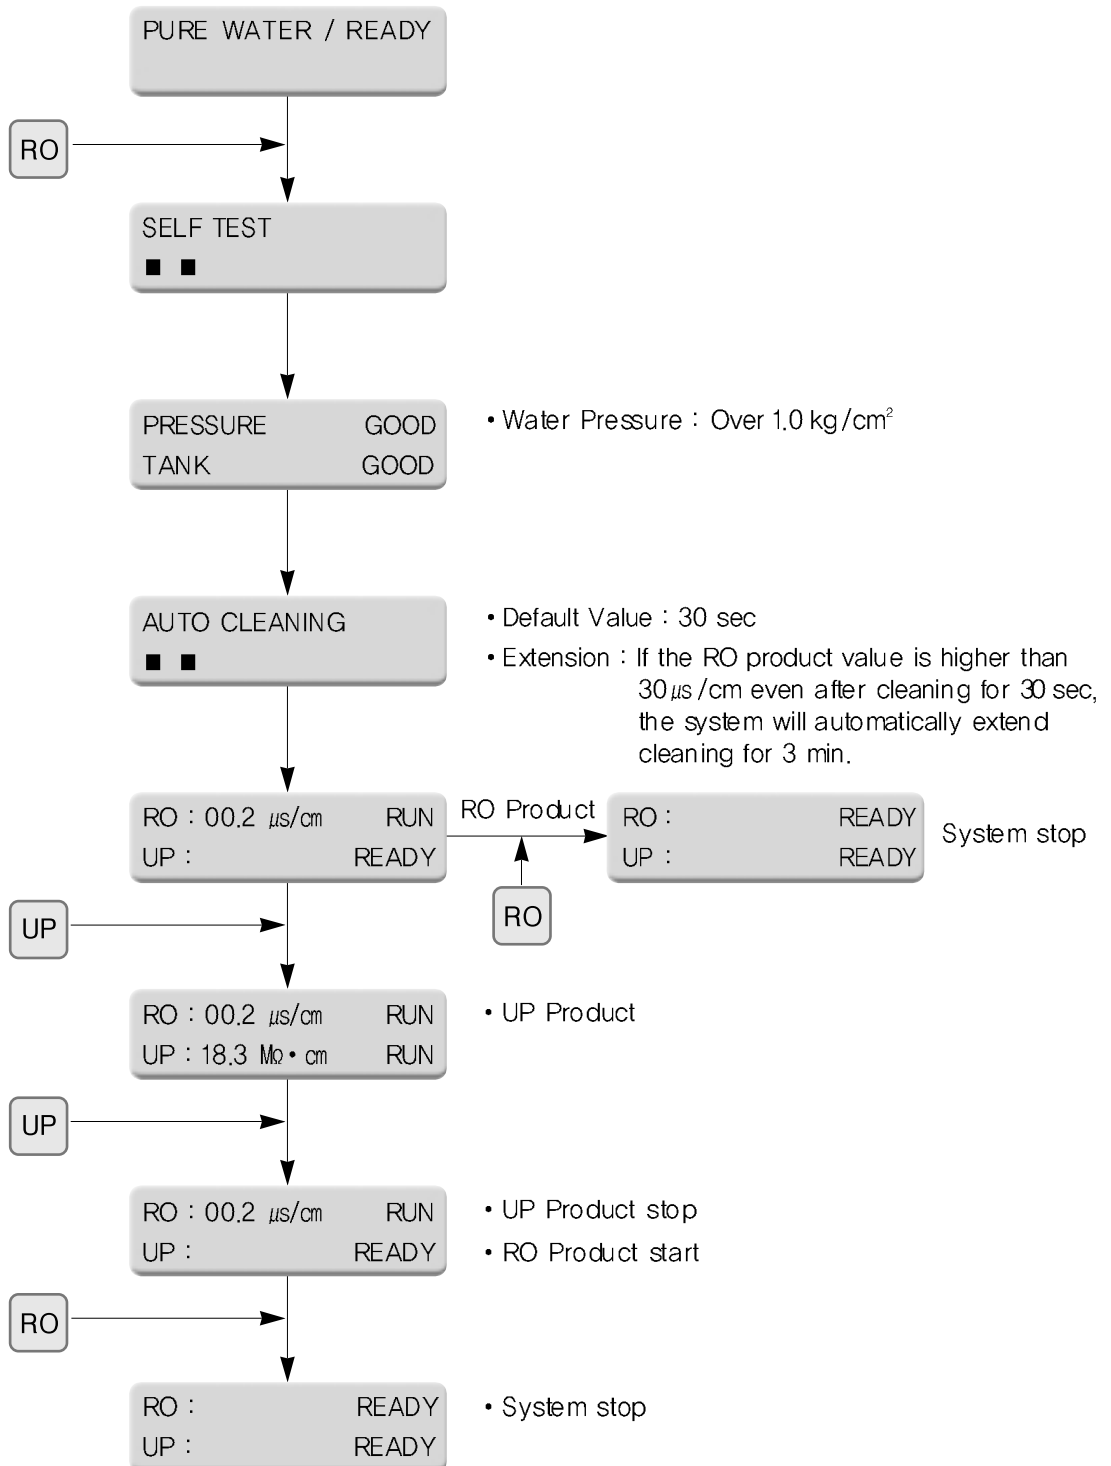 PURE WATER / READY
RO
SELF TEST
■ ■
PRESSURE GOOD
TANK GOOD
• Water Pressure : Over 1.0 kg/cm²
AUTO CLEANING
■ ■
• Default Value : 30 sec
• Extension : If the RO product value is higher than
30 µs/cm even after cleaning for 30 sec,
the system will automatically extend
cleaning for 3 min.
RO : 00.2 µs/cm RUN
UP : READY
RO Product
RO
RO : READY
UP : READY
System stop
UP
RO : 00.2 µs/cm RUN
UP : 18.3 MΩ • cm RUN
• UP Product
UP
RO : 00.2 µs/cm RUN
UP : READY
• UP Product stop
• RO Product start
RO
RO : READY
UP : READY
• System stop